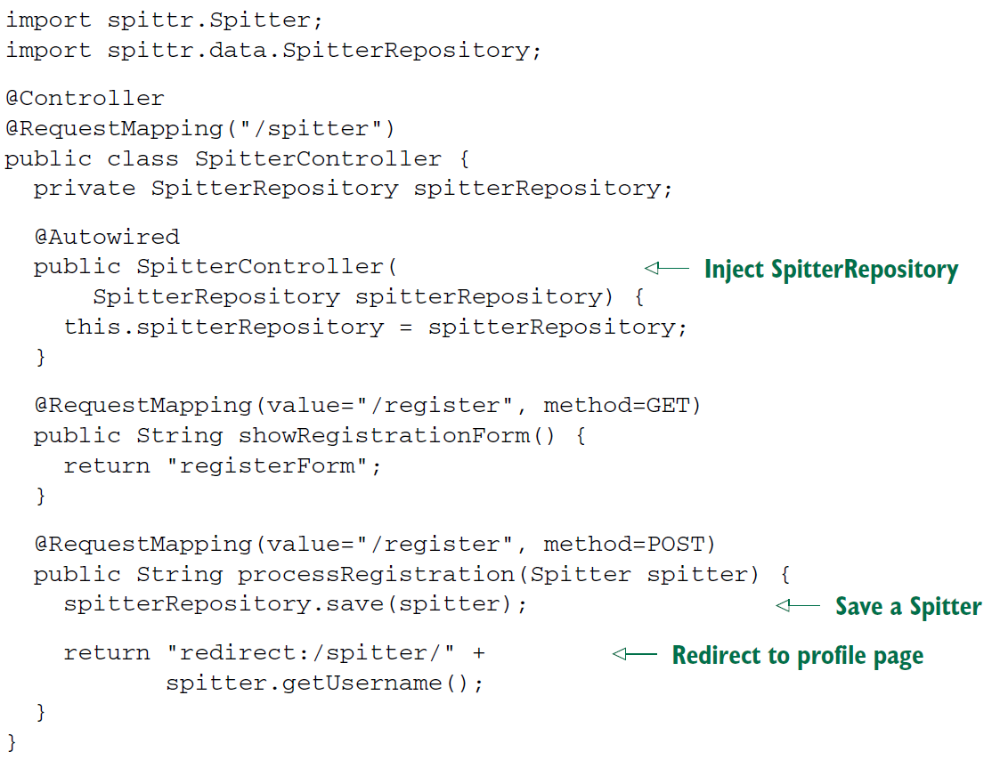 import spittr.Spitter;
import spittr.data.SpitterRepository;
@Controller
@RequestMapping("/spitter")
public class SpitterController {
private SpitterRepository spitterRepository;
@Autowired
public SpitterController(
Inject SpitterRepository
SpitterRepository spitterRepository) {
this.spitterRepository = spitterRepository;
}
@RequestMapping(value="/register", method=GET)
public String showRegistrationForm() {
return "registerForm";
}
@RequestMapping(value="/register", method=POST)
public String processRegistration(Spitter spitter) {
spitterRepository.save(spitter);
Save a Spitter
return "redirect:/spitter/" +
Redirect to profile page
spitter.getUsername();
}
}